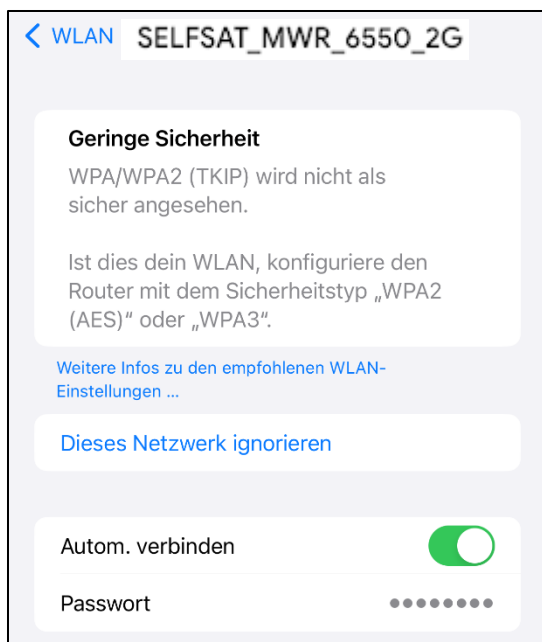 WLAN SELFSAT_MWR_6550_2G
Geringe Sicherheit
WPA/WPA2 (TKIP) wird nicht als
sicher angesehen.
Ist dies dein WLAN, konfiguriere den
Router mit dem Sicherheitstyp „WPA2
(AES)“ oder „WPA3“.
Weitere Infos zu den empfohlenen WLAN-
Einstellungen ...
Dieses Netzwerk ignorieren
Autom. verbinden
Passwort ●●●●●●●●